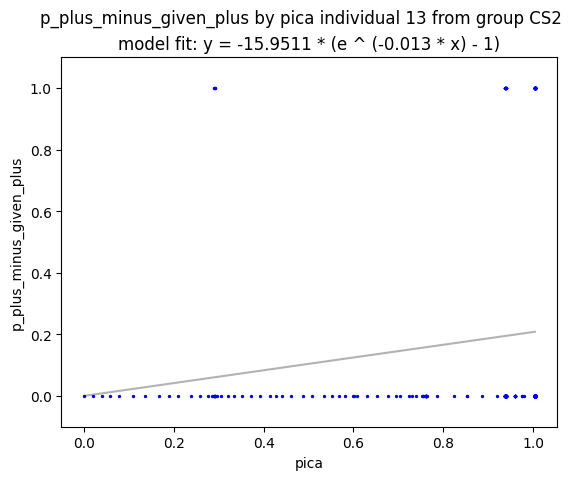 p_plus_minus_given_plus by pica individual 13 from group CS2
model fit: y = -15.9511 * (e ^ (-0.013 * x) - 1)
1.0
0.8
0.6
0.4
0.2
0.0
p_plus_minus_given_plus
0.0 0.2 0.4 0.6 0.8 1.0
pica